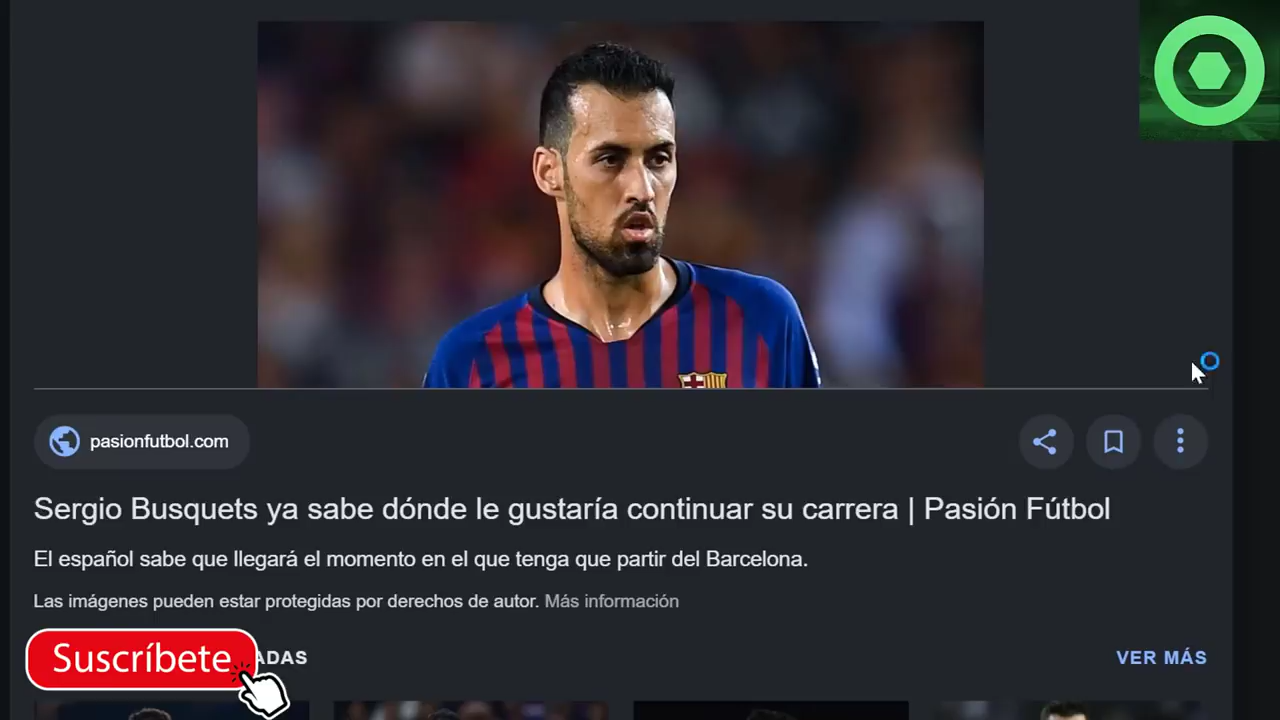 pasionfutbol.com
Sergio Busquets ya sabe dónde le gustaría continuar su carrera | Pasión Fútbol
El español sabe que llegará el momento en el que tenga que partir del Barcelona.
Las imágenes pueden estar protegidas por derechos de autor. Más información
Suscríbete
ADAS
VER MÁS